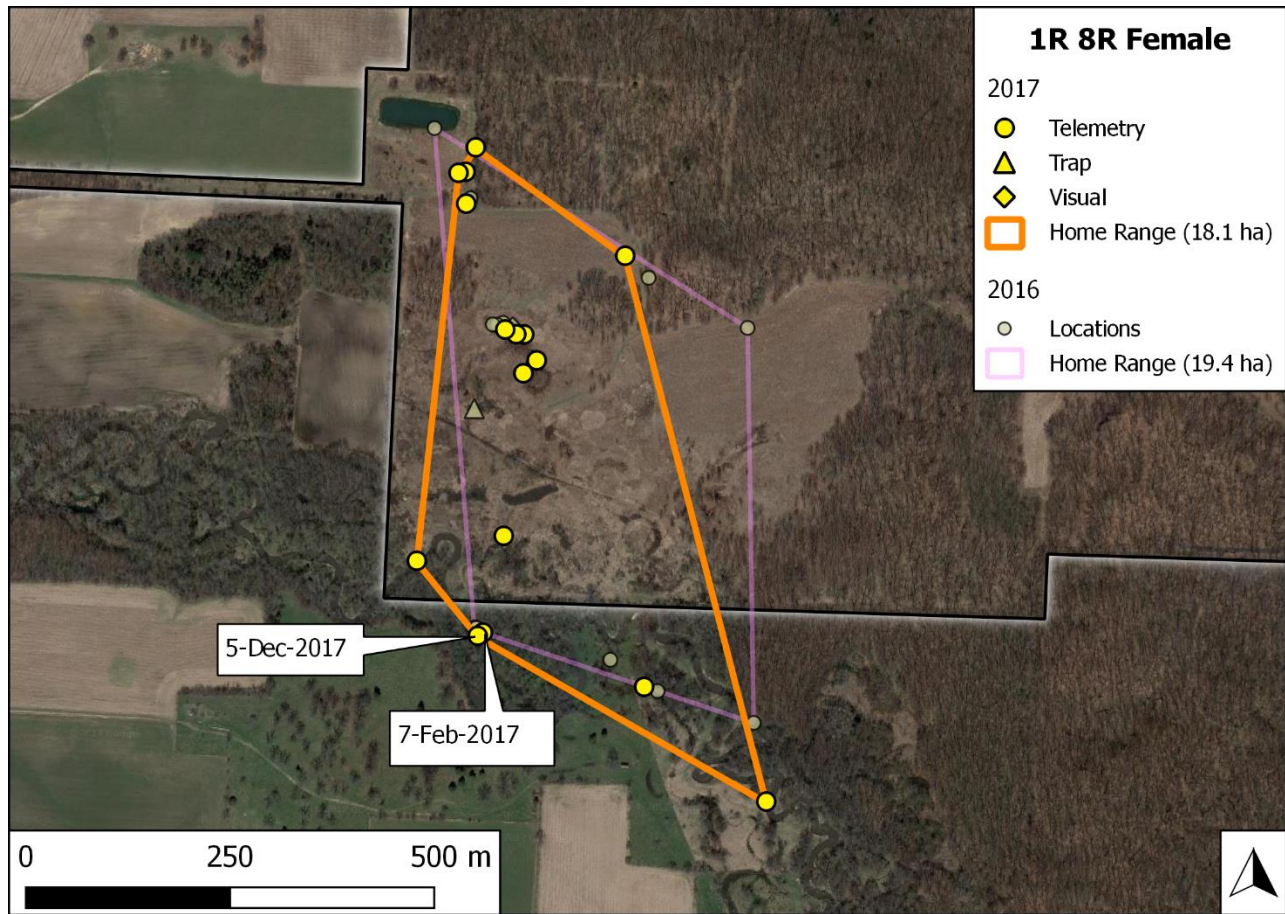 1R 8R Female
2017
Telemetry
Trap
Visual
Home Range (18.1 ha)
2016
Locations
Home Range (19.4 ha)
5-Dec-2017
7-Feb-2017
0 250 500 m